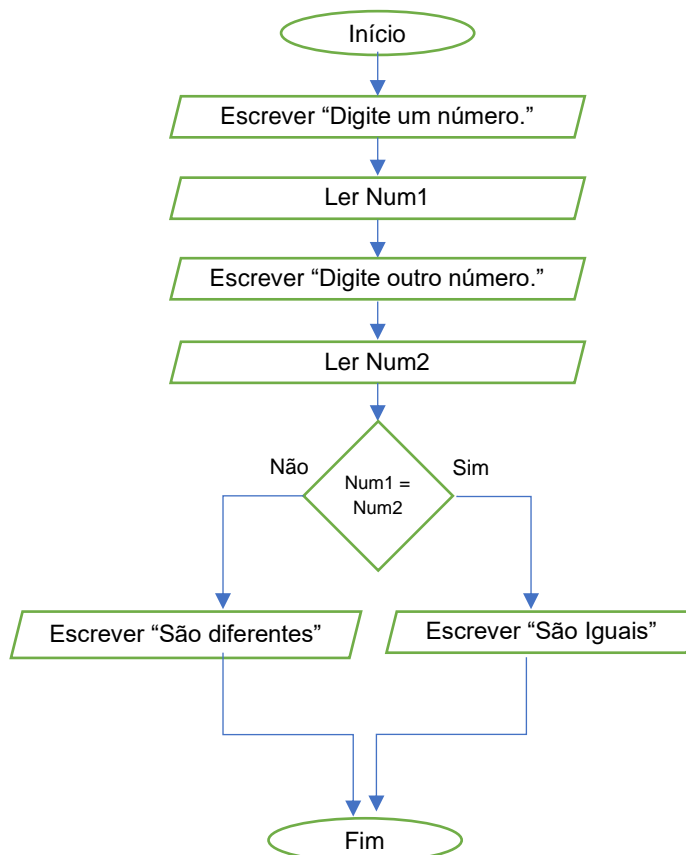 Início
Escrever “Digite um número.”
Ler Num1
Escrever “Digite outro número.”
Ler Num2
Não
Sim
Num1 =
Num2
Escrever “São diferentes”
Escrever “São Iguais”
Fim